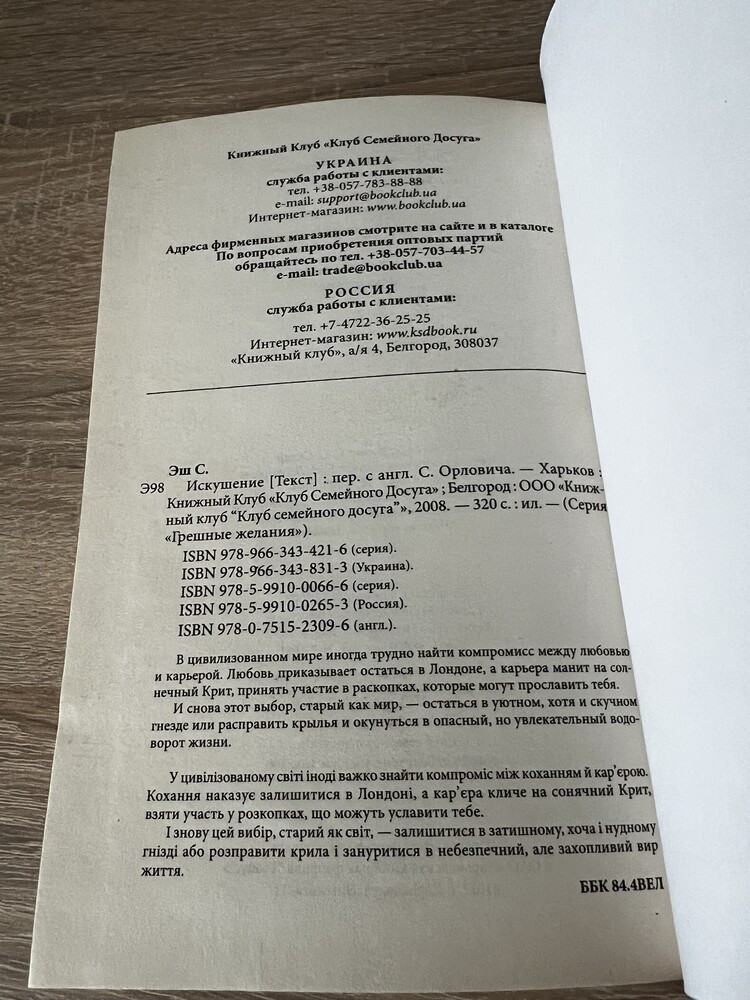 Книжный Клуб «Клуб Семейного Досуга»
УКРАИНА
служба работы с клиентами:
тел. +38-057-783-88-88
e-mail: support@bookclub.ua
Интернет-магазин: www.bookclub.ua
Адреса фирменных магазинов смотрите на сайте и в каталоге
По вопросам приобретения оптовых партий
обращайтесь по тел. +38-057-703-44-57
e-mail: trade@bookclub.ua
РОССИЯ
служба работы с клиентами:
тел. +7-4722-36-25-25
Интернет-магазин: www.ksdbook.ru
«Книжный клуб», а/я 4, Белгород, 308037
Эш С.
Э98 Искушение [Текст] : пер. с англ. С. Орловича. — Харьков :
Книжный Клуб «Клуб Семейного Досуга» ; Белгород : ООО «Книж-
ный клуб “Клуб семейного досуга”», 2008. — 320 с. : ил. — (Серия
«Грешные желания»).
ISBN 978-966-343-421-6 (серия).
ISBN 978-966-343-831-3 (Украина).
ISBN 978-5-9910-0066-6 (серия).
ISBN 978-5-9910-0265-3 (Россия).
ISBN 978-0-7515-2309-6 (англ.).
В цивилизованном мире иногда трудно найти компромисс между любовью
и карьерой. Любовь приказывает остаться в Лондоне, а карьера манит на сол-
нечный Крит, принять участие в раскопках, которые могут прославить тебя.
И снова этот выбор, старый как мир, — остаться в уютном, хотя и скучном
гнезде или расправить крылья и окунуться в опасный, но увлекательный водо-
ворот жизни.
У цивілізованому світі іноді важко знайти компроміс між коханням й кар’єрою.
Кохання наказує залишитися в Лондоні, а кар’єра кличе на сонячний Крит,
взяти участь у розкопках, що можуть уславити тебе.
І знову цей вибір, старий як світ, — залишитися в затишному, хоча і нудному
гнізді або розправити крила і зануритися в небезпечний, але захопливий вир
життя.
ББК 84.4ВЕЛ